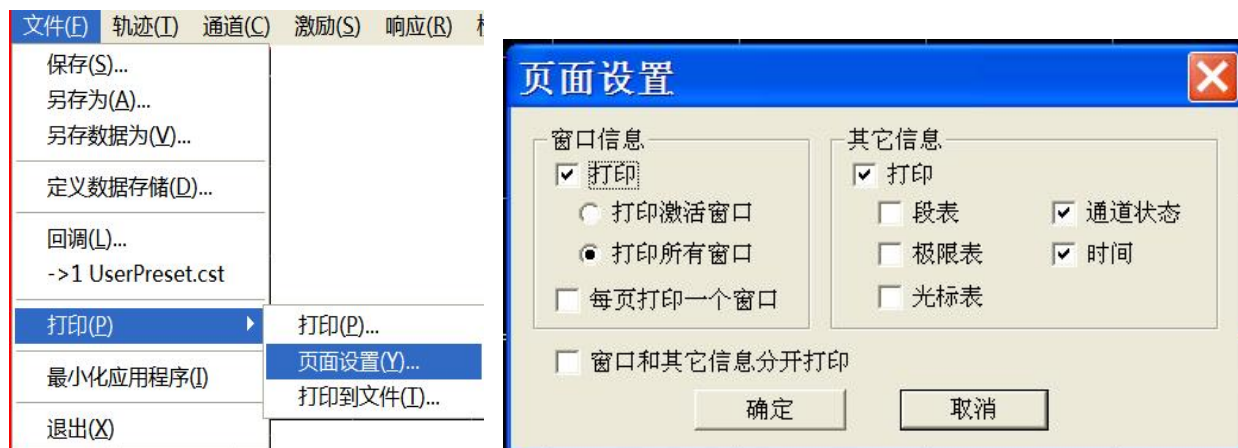 文件(F) 轨迹(T) 通道(C) 激励(S) 响应(R)
保存(S)...
另存为(A)...
另存数据为(V)...
定义数据存储(D)...
回调(L)...
->1 UserPreset.cst
打印(P)
最小化应用程序(I)
退出(X)
打印(P)...
页面设置(Y)...
打印到文件(T)...
页面设置
窗口信息
打印
打印激活窗口
打印所有窗口
每页打印一个窗口
其它信息
打印
段表 通道状态
极限表 时间
光标表
窗口和其它信息分开打印
确定 取消